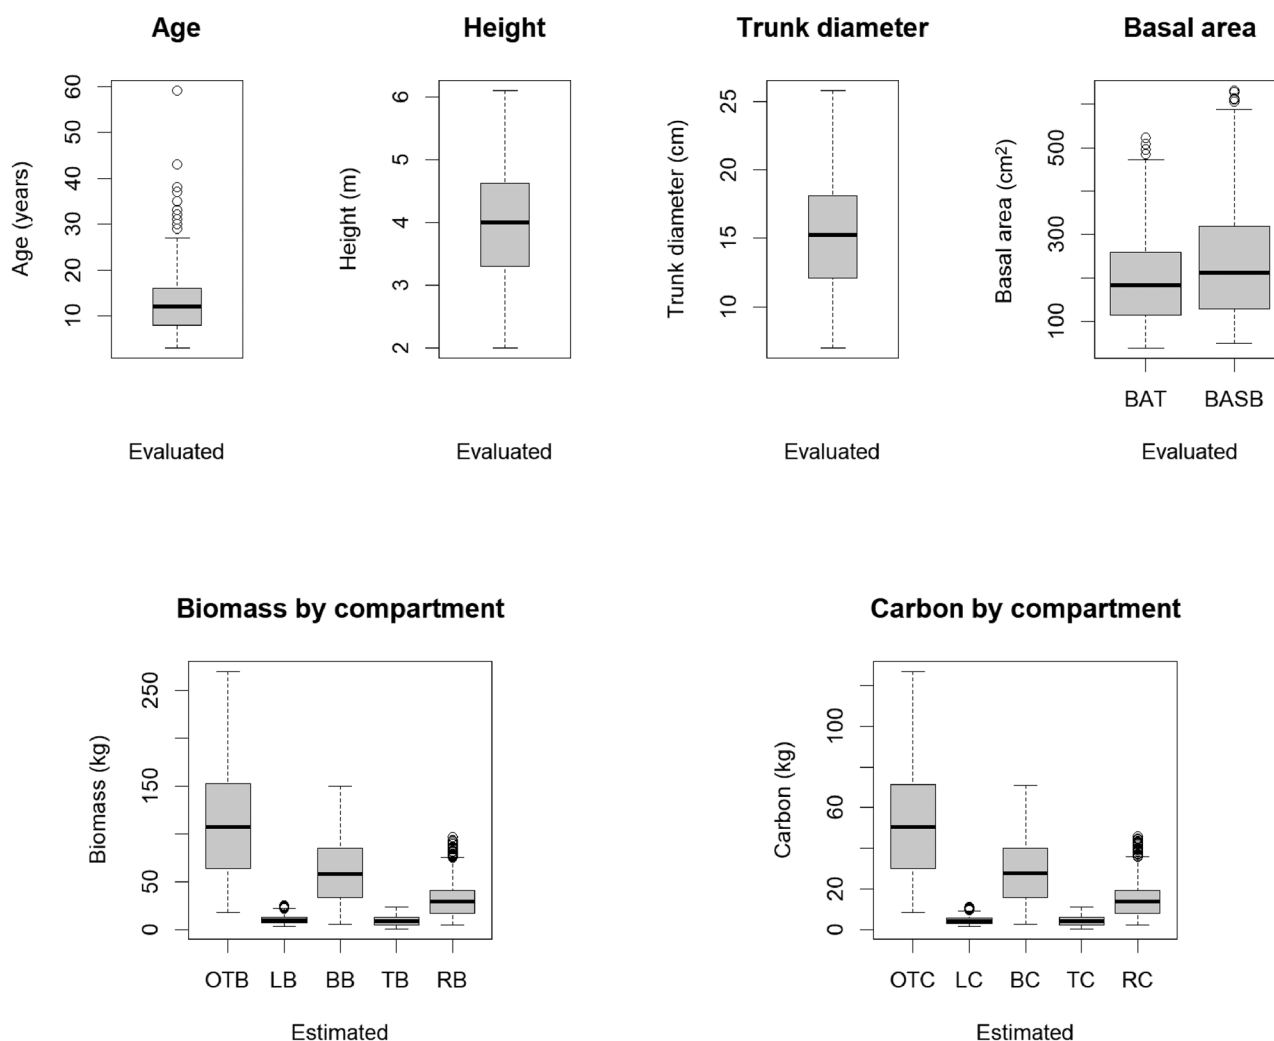 Age
Height
Trunk diameter
Basal area
Age (years)
60
50
40
30
20
10
Evaluated
Height (m)
6
5
4
3
2
Evaluated
Trunk diameter (cm)
25
20
15
10
Evaluated
Basal area (cm²)
500
300
100
BAT BASB
Evaluated
Biomass by compartment
Carbon by compartment
Biomass (kg)
250
150
50
0
OTB LB BB TB RB
Estimated
Carbon (kg)
100
60
20
0
OTC LC BC TC RC
Estimated